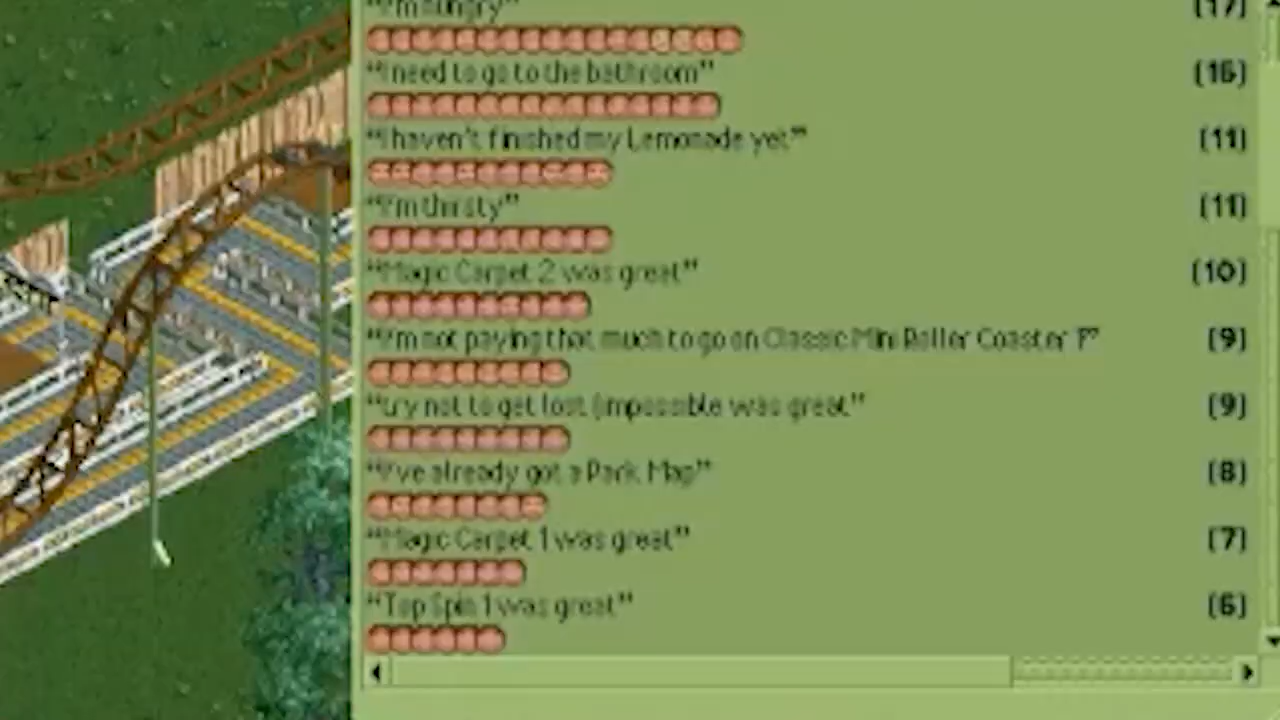 “I'm hungry” (17)
“I need to go to the bathroom” (16)
“I haven't finished my Lemonade yet” (11)
“I'm thirsty” (11)
“Magic Carpet 2 was great” (10)
“I'm not paying that much to go on Classic Mini Roller Coaster 1” (9)
“try not to get lost (impossible was great” (9)
“I've already got a Park Map” (8)
“Magic Carpet 1 was great” (7)
“Top Spin 1 was great” (6)